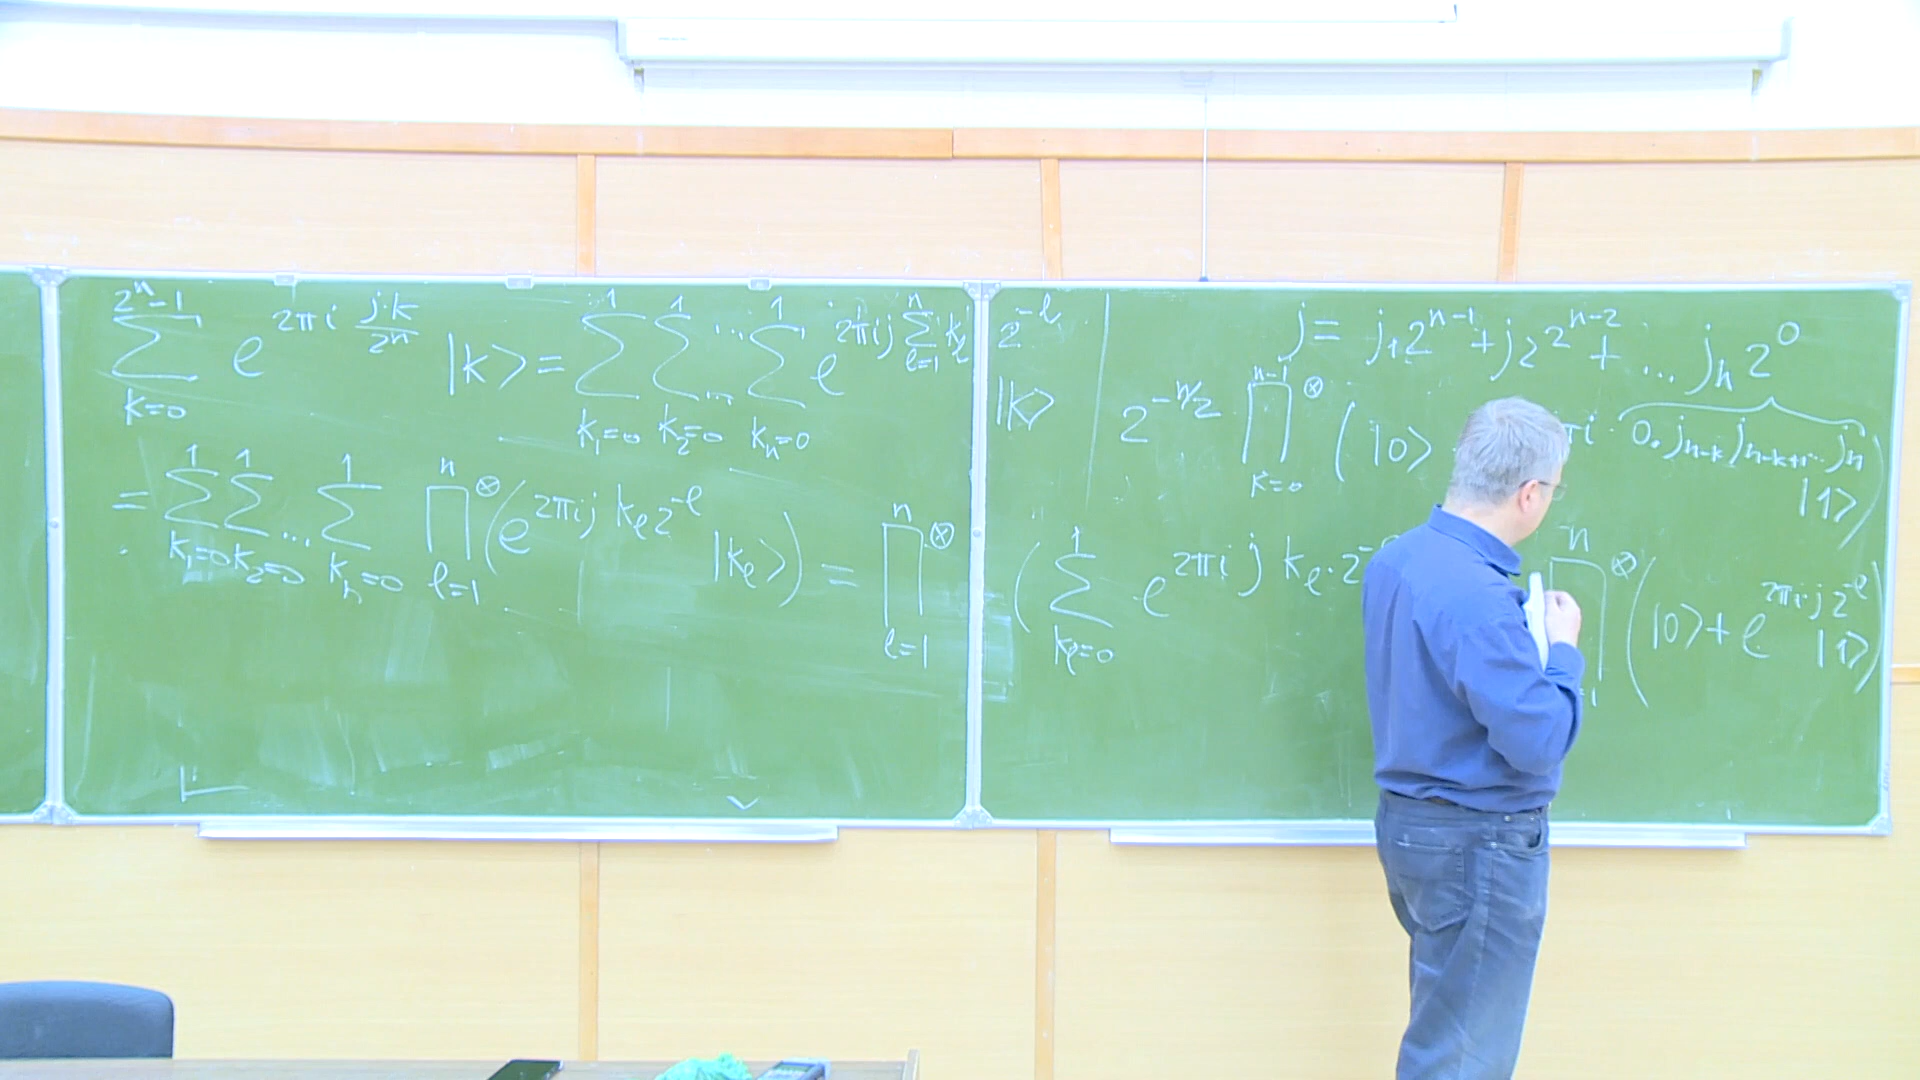 2^n-1 ∑ k=0 e^{2πi j·k/2^n} |k> = 1 ∑ k_1=0 1 ∑ k_2=0 ... 1 ∑ k_n=0 e^{2πij ∑_{l=1}^{n} k_l 2^{-l}} |k>
= 1 ∑ k_1=0 1 ∑ k_2=0 ... 1 ∑ k_n=0 n ∏ ⊗ l=1 (e^{2πij k_l 2^{-l}} |k_l>) = n ∏ ⊗ l=1 (1 ∑ k_l=0 e^{2πi j k_l·2^-
j = j_1 2^{n-1} + j_2 2^{n-2} + ... j_n 2^0
2^{-n/2} n-1 ∏ ⊗ k=0 (|0> πi · 0.j_{n-k} j_{n-k+1}... j_n |1>)
n ∏ ⊗ (|0> + e^{2πi j 2^{-l}} |1>)